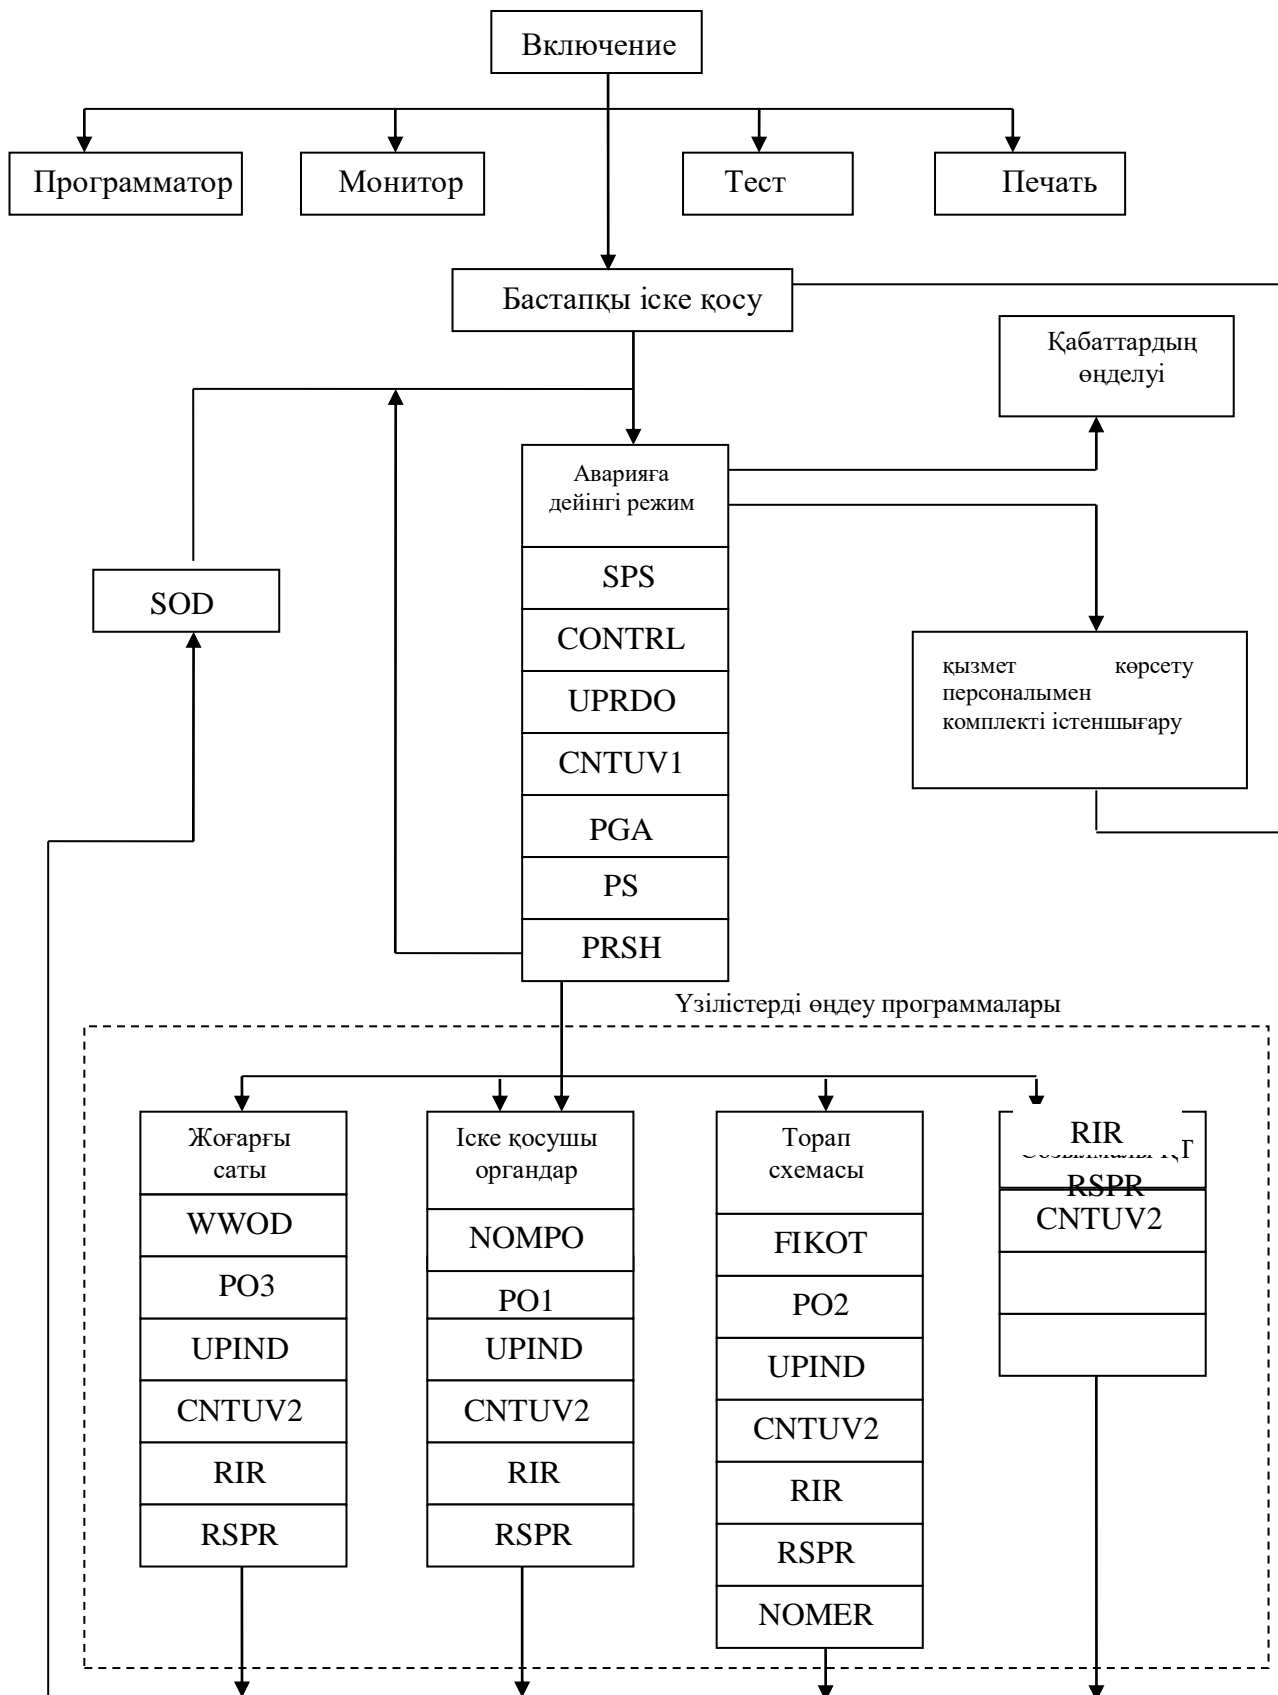 Включение
Программатор
Монитор
Тест
Печать
Бастапқы іске қосу
Қабаттардың
өңделуі
Аварияға
дейінгі режим
SPS
CONTRL
UPRDO
CNTUV1
PGA
PS
PRSH
SOD
қызмет көрсету
персоналымен
комплекті істеншығару
Үзілістерді өңдеу программалары
Жоғарғы
саты
WWOD
PO3
UPIND
CNTUV2
RIR
RSPR
Іске қосушы
органдар
NOMPO
PO1
UPIND
CNTUV2
RIR
RSPR
Торап
схемасы
FIKOT
PO2
UPIND
CNTUV2
RIR
RSPR
NOMER
RIR
RSPR
CNTUV2